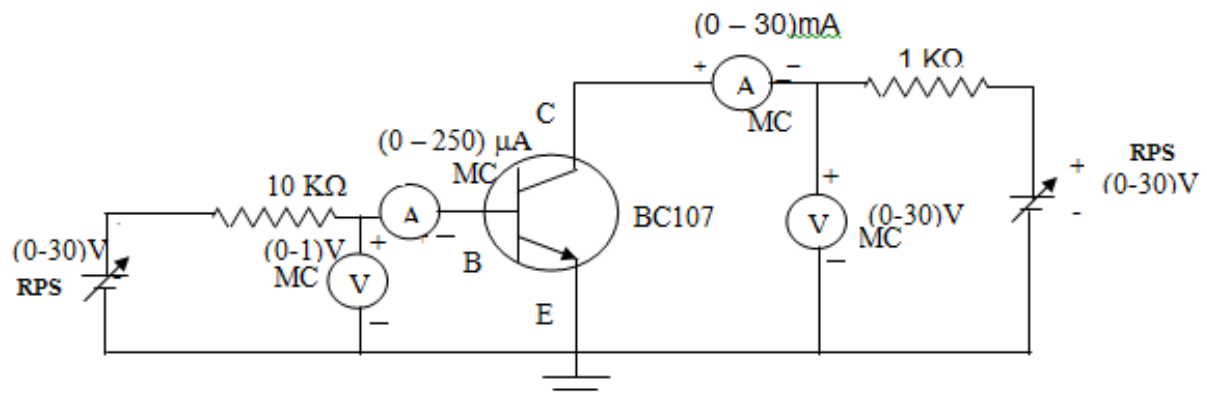 (0 – 30)mA
+
A
–
–
1 KΩ
MC
C
(0 – 250) μA
MC
+
RPS
(0-30)V
-
10 KΩ
A
BC107
+
V
(0-30)V
MC
–
(0-30)V
RPS
(0-1)V
MC
+
+
–
V
–
B
E